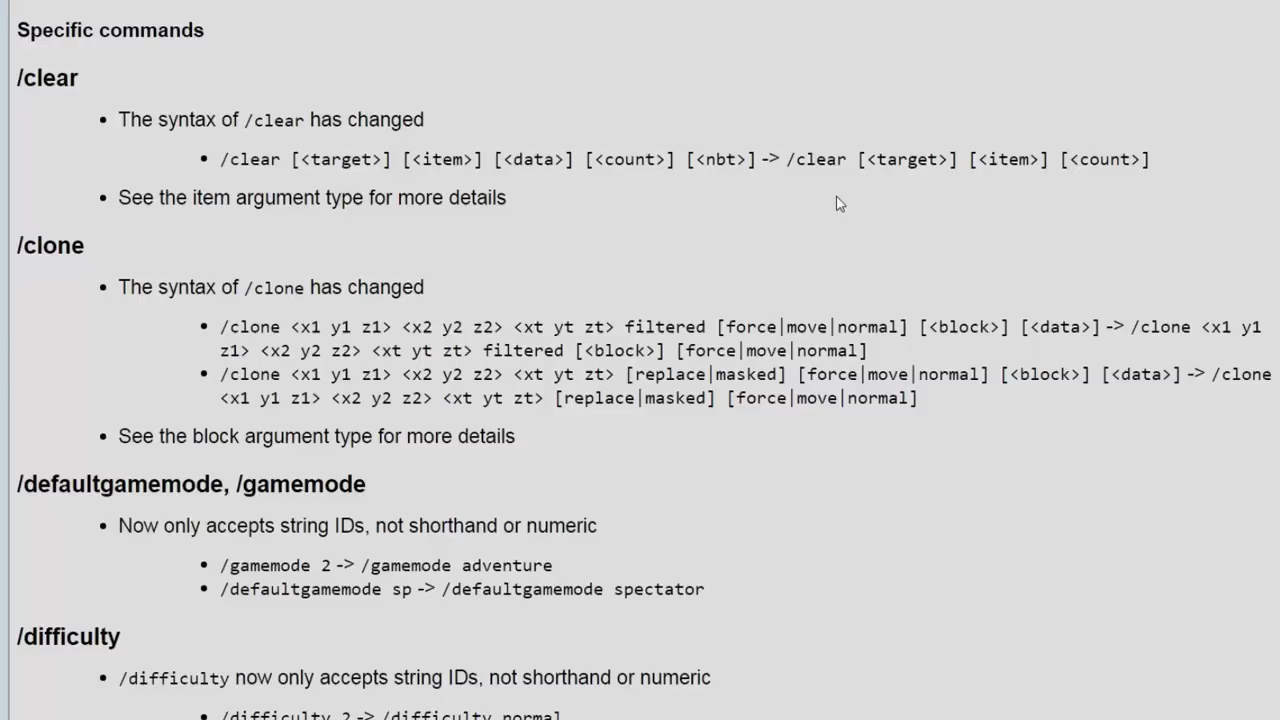 Specific commands
/clear
• The syntax of /clear has changed
• /clear [<target>] [<item>] [<data>] [<count>] [<nbt>] -> /clear [<target>] [<item>] [<count>]
• See the item argument type for more details
/clone
• The syntax of /clone has changed
• /clone <x1 y1 z1> <x2 y2 z2> <xt yt zt> filtered [force|move|normal] [<block>] [<data>] -> /clone <x1 y1
z1> <x2 y2 z2> <xt yt zt> filtered [<block>] [force|move|normal]
• /clone <x1 y1 z1> <x2 y2 z2> <xt yt zt> [replace|masked] [force|move|normal] [<block>] [<data>] -> /clone
<x1 y1 z1> <x2 y2 z2> <xt yt zt> [replace|masked] [force|move|normal]
• See the block argument type for more details
/defaultgamemode, /gamemode
• Now only accepts string IDs, not shorthand or numeric
• /gamemode 2 -> /gamemode adventure
• /defaultgamemode sp -> /defaultgamemode spectator
/difficulty
• /difficulty now only accepts string IDs, not shorthand or numeric
• /difficulty 2 -> /difficulty normal